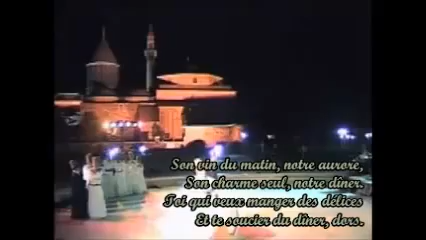 Son vin du matin, notre aurore,
Son charme seul, notre dîner.
Toi qui veux manger des délices
Et te soucier du dîner, dors.